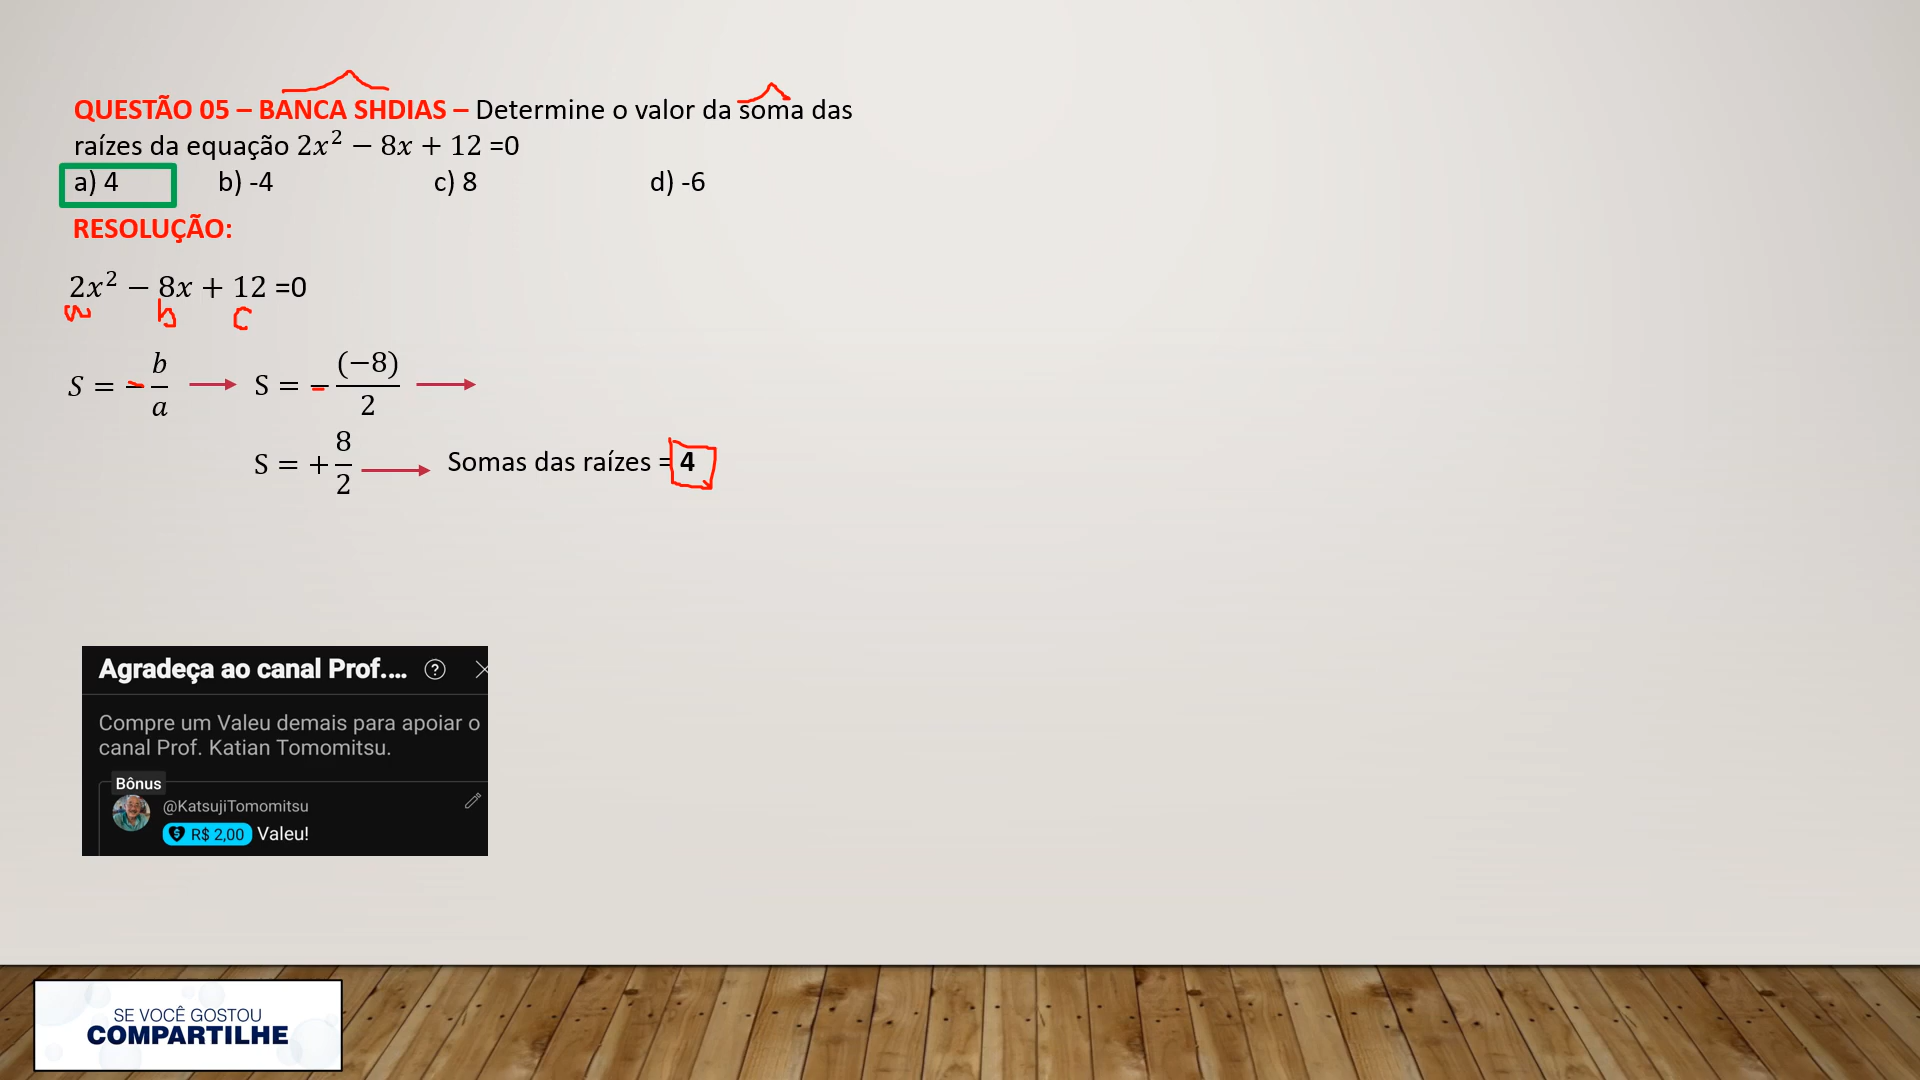 QUESTÃO 05 – BANCA SHDIAS – Determine o valor da soma das
raízes da equação 2x² − 8x + 12 =0
a) 4 b) -4 c) 8 d) -6
RESOLUÇÃO:
2x² − 8x + 12 =0
a b c
S = − b/a S = − (−8)/2
S = + 8/2 Somas das raízes = 4
Agradeça ao canal Prof....
Compre um Valeu demais para apoiar o
canal Prof. Katian Tomomitsu.
Bônus
@KatsujiTomomitsu
R$ 2,00 Valeu!
SE VOCÊ GOSTOU
COMPARTILHE